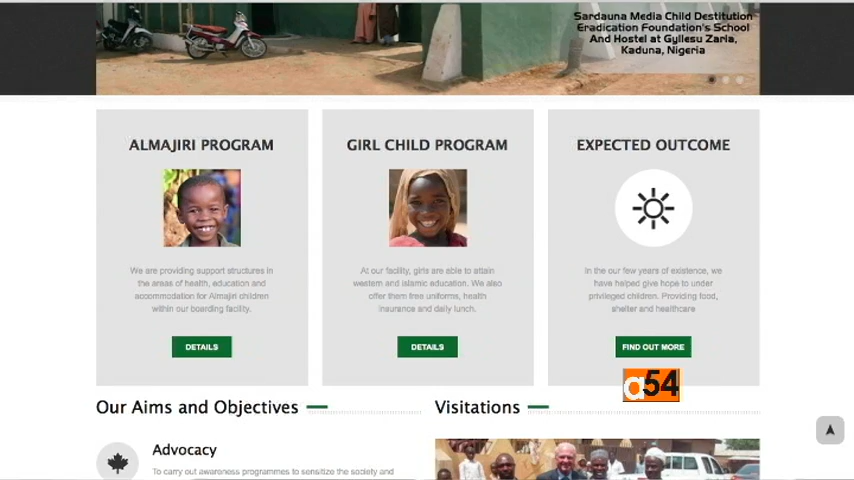 Sardauna Media Child Destitution
Eradication Foundation's School
And Hostel at Gyllesu Zaria,
Kaduna, Nigeria
ALMAJIRI PROGRAM
We are providing support structures in
the areas of health, education and
accommodation for Almajiri children
within our boarding facility.
DETAILS
GIRL CHILD PROGRAM
At our facility, girls are able to attain
western and islamic education. We also
offer them free uniforms, health
insurance and daily lunch.
DETAILS
EXPECTED OUTCOME
In the our few years of existence, we
have helped give hope to under
privileged children. Providing food,
shelter and healthcare
FIND OUT MORE
a54
Our Aims and Objectives
Advocacy
To carry out awareness programmes to sensitize the society and
Visitations